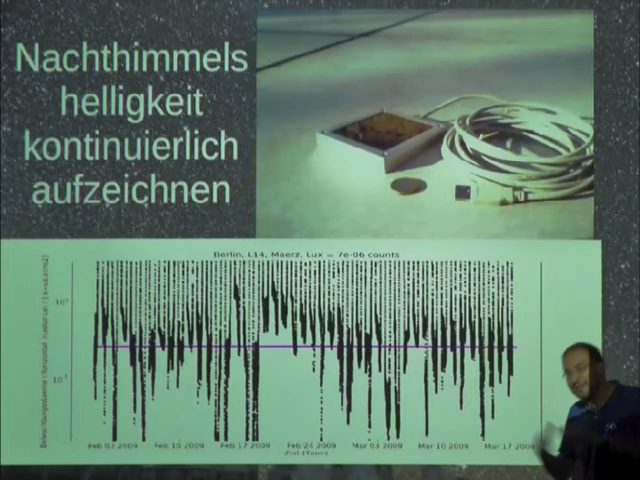 Nachthimmels
helligkeit
kontinuierlich
aufzeichnen
Berlin, L14, Maerz, Lux = 7e-06 counts
Feb 03 2009 Feb 10 2009 Feb 17 2009 Feb 24 2009 Mar 03 2009 Mar 10 2009 Mar 17 2009
Zeit